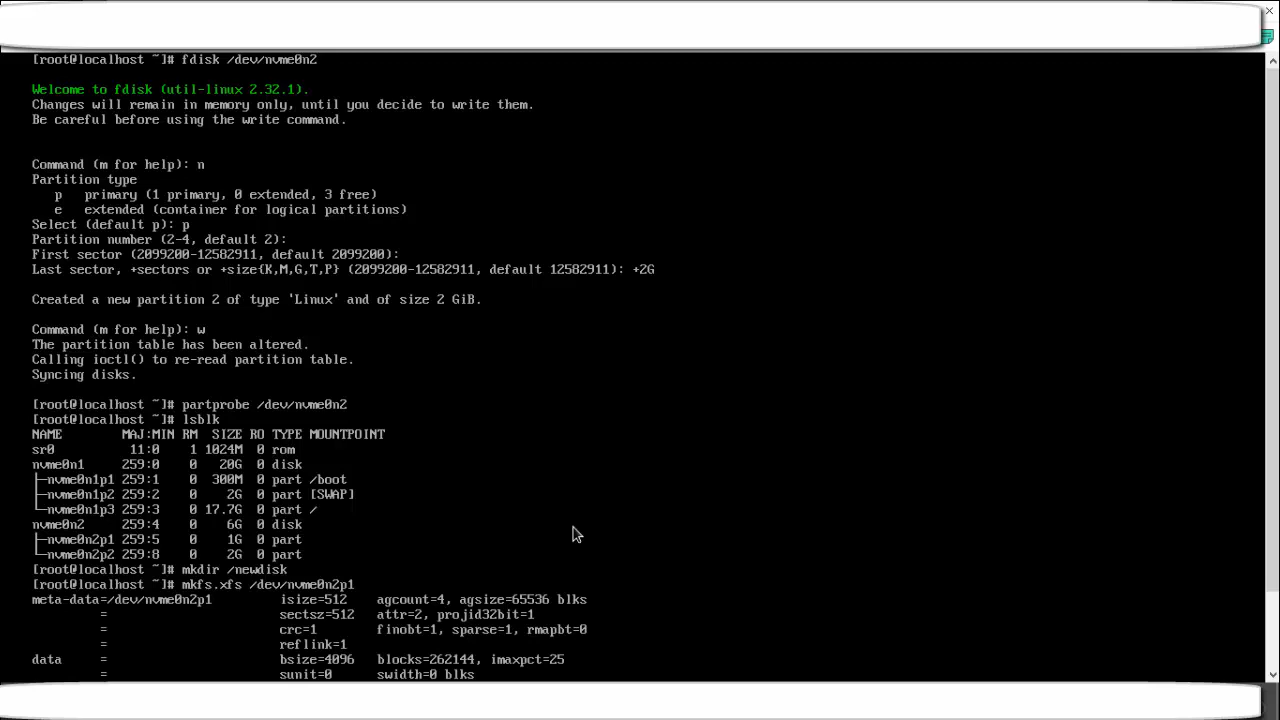 [root@localhost ~]# fdisk /dev/nvme0n2
Welcome to fdisk (util-linux 2.32.1).
Changes will remain in memory only, until you decide to write them.
Be careful before using the write command.
Command (m for help): n
Partition type
   p   primary (1 primary, 0 extended, 3 free)
   e   extended (container for logical partitions)
Select (default p): p
Partition number (2-4, default 2):
First sector (2099200-12582911, default 2099200):
Last sector, +sectors or +size{K,M,G,T,P} (2099200-12582911, default 12582911): +2G
Created a new partition 2 of type 'Linux' and of size 2 GiB.
Command (m for help): w
The partition table has been altered.
Calling ioctl() to re-read partition table.
Syncing disks.
[root@localhost ~]# partprobe /dev/nvme0n2
[root@localhost ~]# lsblk
NAME        MAJ:MIN RM  SIZE RO TYPE MOUNTPOINT
sr0          11:0    1 1024M  0 rom
nvme0n1     259:0    0   20G  0 disk
├─nvme0n1p1 259:1    0  300M  0 part /boot
├─nvme0n1p2 259:2    0    2G  0 part [SWAP]
└─nvme0n1p3 259:3    0 17.7G  0 part /
nvme0n2     259:4    0    6G  0 disk
├─nvme0n2p1 259:5    0    1G  0 part
└─nvme0n2p2 259:8    0    2G  0 part
[root@localhost ~]# mkdir /newdisk
[root@localhost ~]# mkfs.xfs /dev/nvme0n2p1
meta-data=/dev/nvme0n2p1         isize=512   agcount=4, agsize=65536 blks
         =                       sectsz=512   attr=2, projid32bit=1
         =                       crc=1        finobt=1, sparse=1, rmapbt=0
         =                       reflink=1
data     =                       bsize=4096   blocks=262144, imaxpct=25
         =                       sunit=0      swidth=0 blks